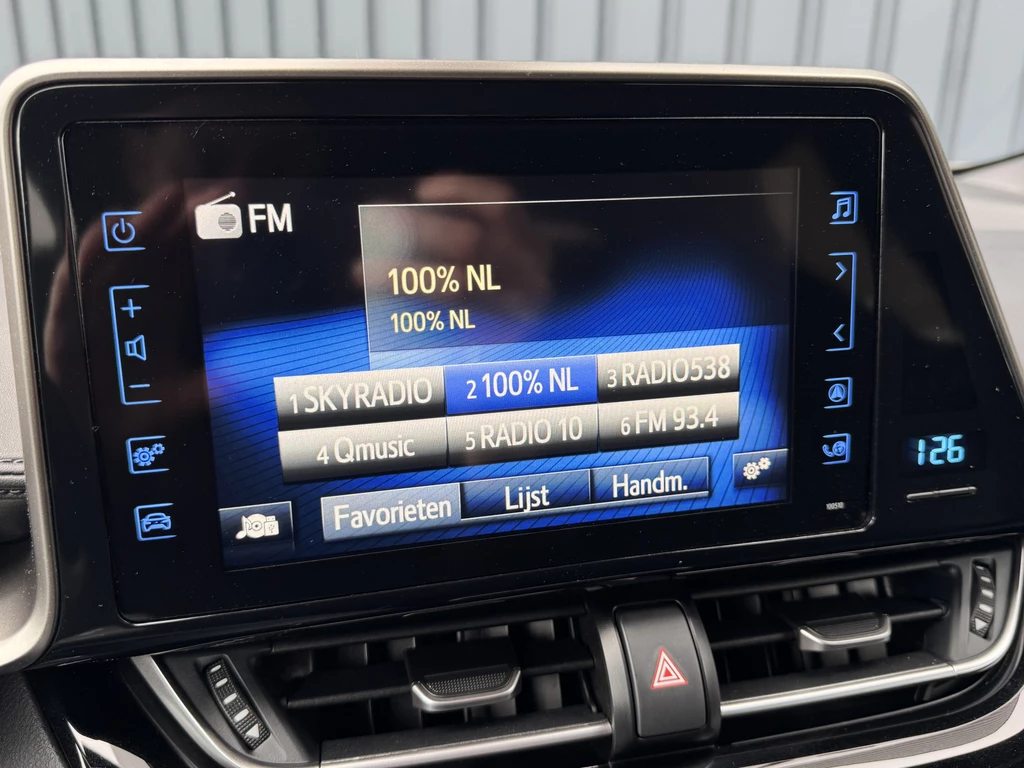 FM
100% NL
100% NL
1 SKYRADIO 2 100% NL 3 RADIO538
4 Qmusic 5 RADIO 10 6 FM 93.4
Favorieten Lijst Handm.
100510
126